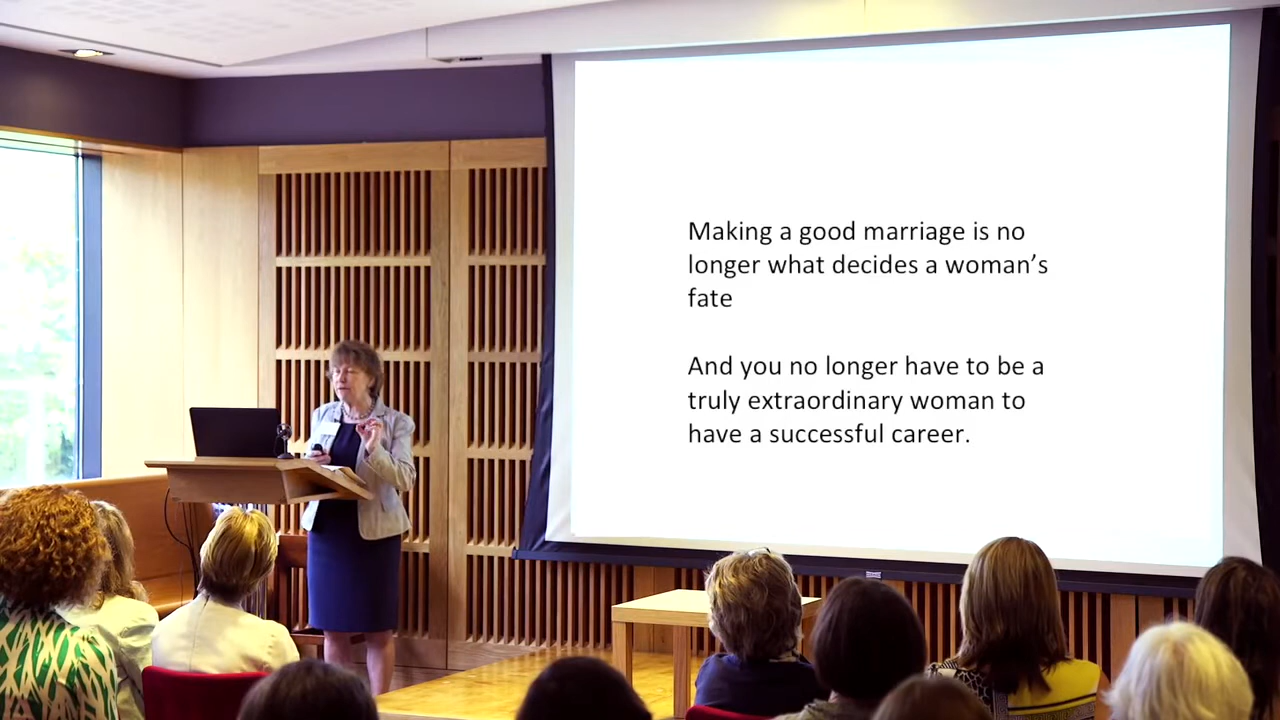 Making a good marriage is no
longer what decides a woman’s
fate
And you no longer have to be a
truly extraordinary woman to
have a successful career.